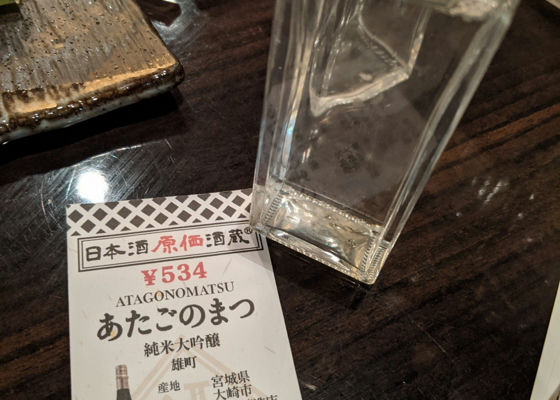 日本酒原価酒蔵®
¥534
ATAGONOMATSU
あたごのまつ
純米大吟醸
雄町
産地
宮城県
大崎市